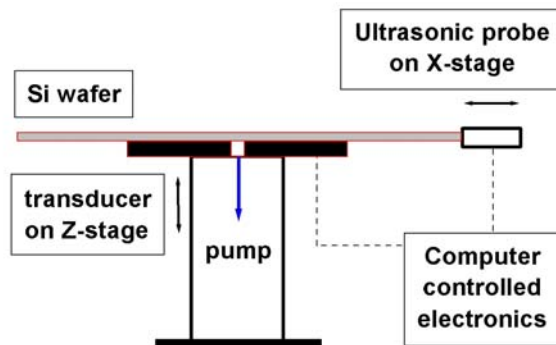 Ultrasonic probe
on X-stage
Si wafer
transducer
on Z-stage
pump
Computer
controlled
electronics